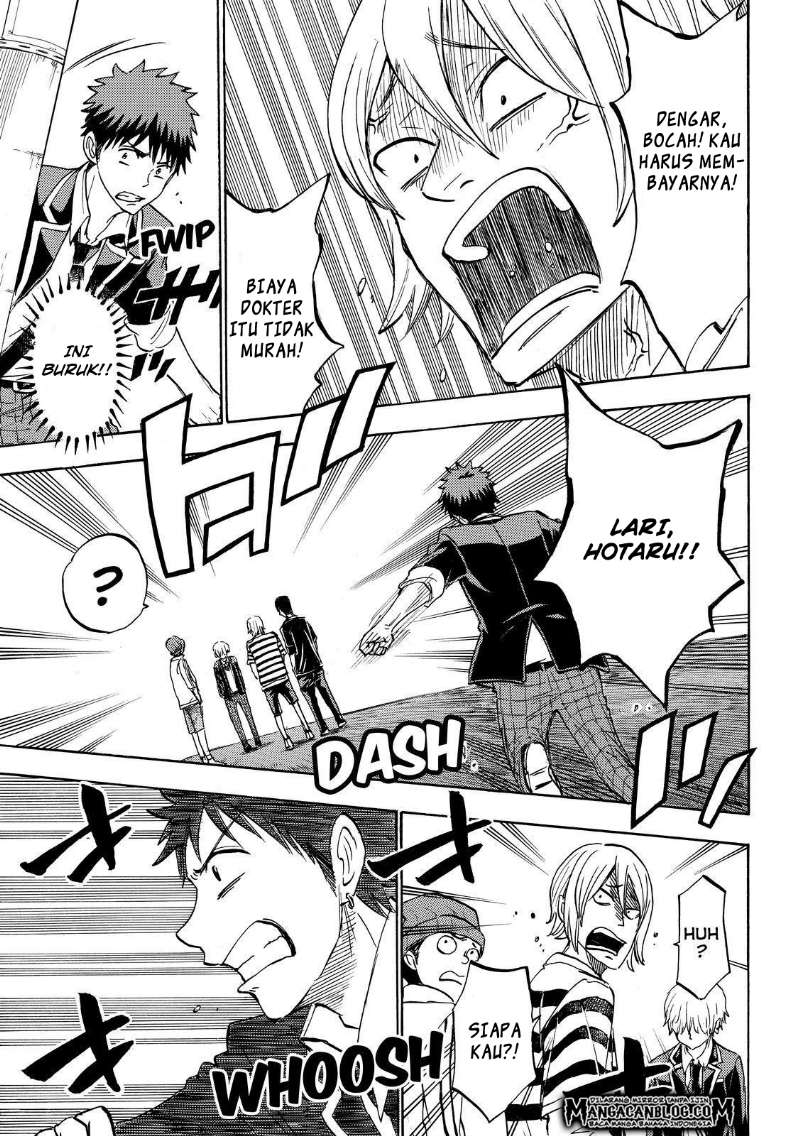 DENGAR,
BOCAH! KAU
HARUS MEM-
BAYARNYA!
BIAYA
DOKTER
ITU TIDAK
MURAH!
FWIP
INI
BURUK!!
LARI,
HOTARU!!
ド
?
DASH
HUH
?
SIAPA
KAU?!
WHOOSH
DILARANG MIRROR TANPA IJIN
MANGACANBLOG.COM
BACA MANGA BAHASA INDONESIA